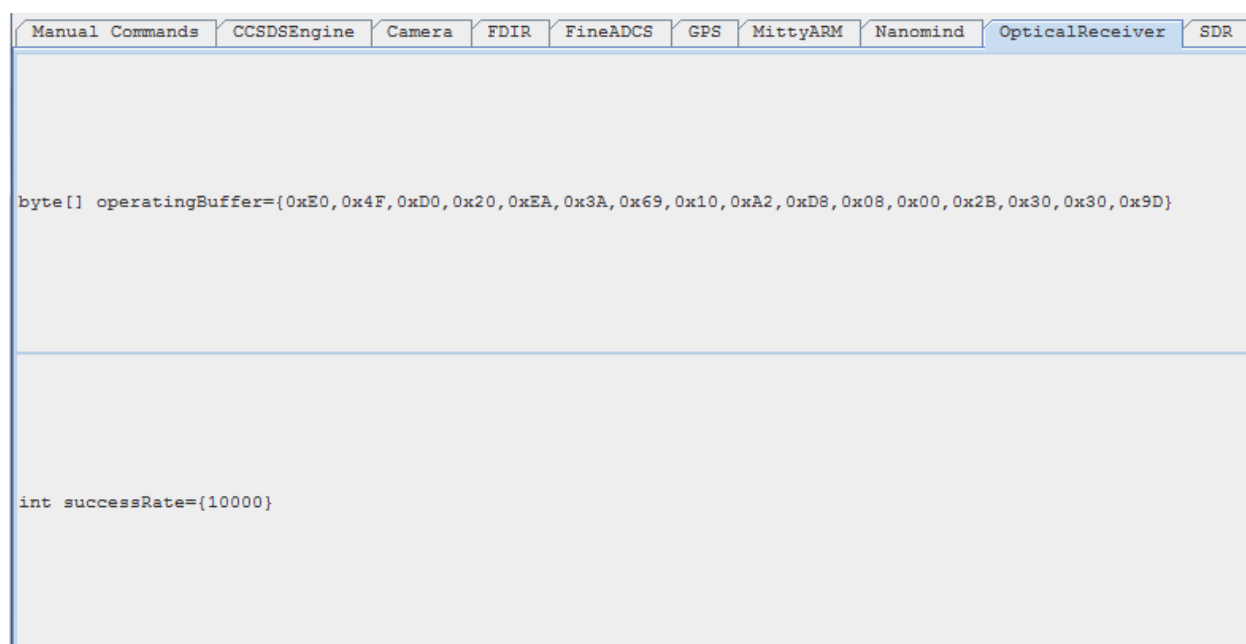 Manual Commands CCSDSEngine Camera FDIR FineADCS GPS MittyARM Nanomind OpticalReceiver SDR
byte[] operatingBuffer={0xE0,0x4F,0xD0,0x20,0xEA,0x3A,0x69,0x10,0xA2,0xD8,0x08,0x00,0x2B,0x30,0x30,0x9D}
int successRate={10000}